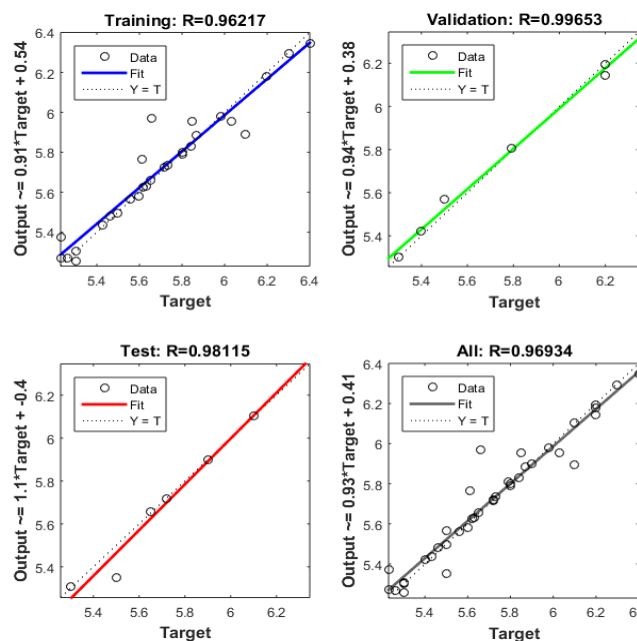 Training: R=0.96217
Output ~= 0.91*Target + 0.54
6.4
6.2
6
5.8
5.6
5.4
Data
Fit
Y = T
5.4 5.6 5.8 6 6.2 6.4
Target
Validation: R=0.99653
Output ~= 0.94*Target + 0.38
6.2
6
5.8
5.6
5.4
Data
Fit
Y = T
5.4 5.6 5.8 6 6.2
Target
Test: R=0.98115
Output ~= 1.1*Target + -0.4
6.2
6
5.8
5.6
5.4
Data
Fit
Y = T
5.4 5.6 5.8 6 6.2
Target
All: R=0.96934
Output ~= 0.93*Target + 0.41
6.4
6.2
6
5.8
5.6
5.4
Data
Fit
Y = T
5.4 5.6 5.8 6 6.2 6.4
Target